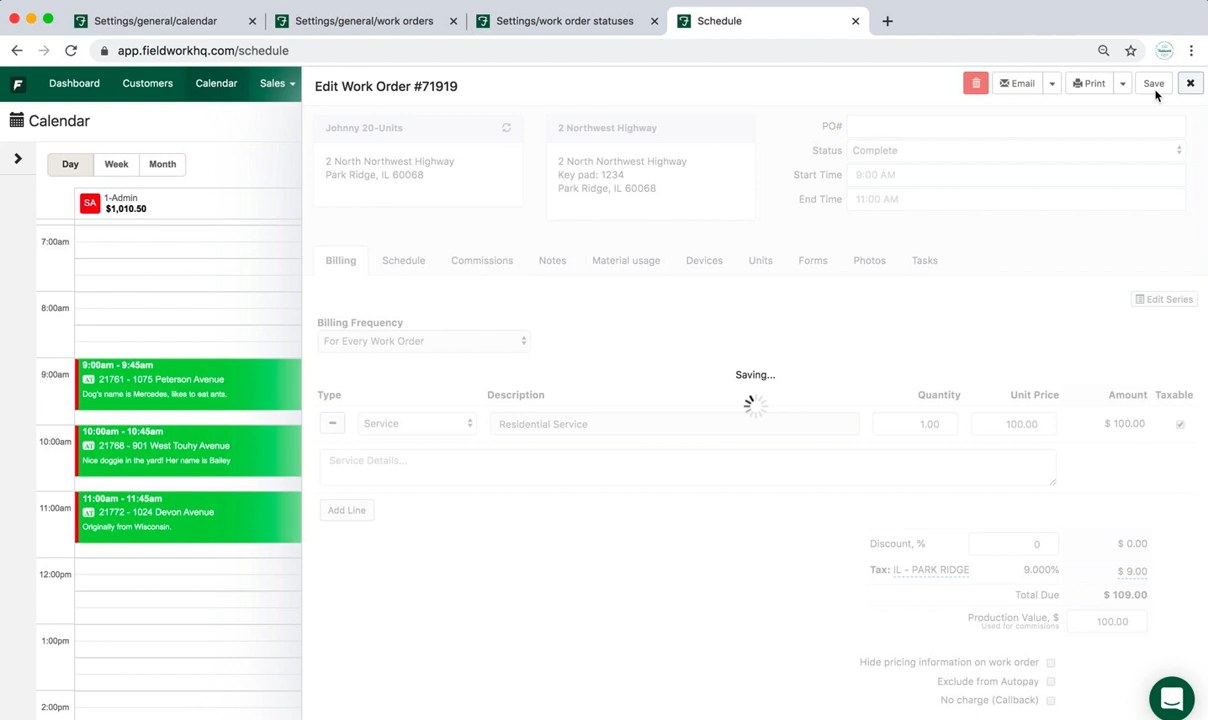 Settings/general/calendar
Settings/general/work orders
Settings/work order statuses
Schedule
app.fieldworkhq.com/schedule
F
Dashboard
Customers
Calendar
Sales
Calendar
Day
Week
Month
SA
1-Admin
$1,010.50
7:00am
8:00am
9:00am
10:00am
11:00am
12:00pm
1:00pm
2:00pm
9:00am - 9:45am
AT 21761 - 1075 Peterson Avenue
Dog's name is Mercedes, likes to eat ants.
10:00am - 10:45am
AT 21768 - 901 West Touhy Avenue
Nice doggie in the yard! Her name is Bailey
11:00am - 11:45am
AT 21772 - 1024 Devon Avenue
Originally from Wisconsin.
Edit Work Order #71919
Email
Print
Save
Johnny 20-Units
2 North Northwest Highway
Park Ridge, IL 60068
2 Northwest Highway
2 North Northwest Highway
Key pad: 1234
Park Ridge, IL 60068
PO#
Status Complete
Start Time 9:00 AM
End Time 11:00 AM
Billing
Schedule
Commissions
Notes
Material usage
Devices
Units
Forms
Photos
Tasks
Edit Series
Billing Frequency
For Every Work Order
Saving...
Type Description Quantity Unit Price Amount Taxable
Service Residential Service 1.00 100.00 $ 100.00
Service Details...
Add Line
Discount, % 0 $ 0.00
Tax: IL - PARK RIDGE 9.000% $ 9.00
Total Due $ 109.00
Production Value, $ 100.00
Used for commisions
Hide pricing information on work order
Exclude from Autopay
No charge (Callback)